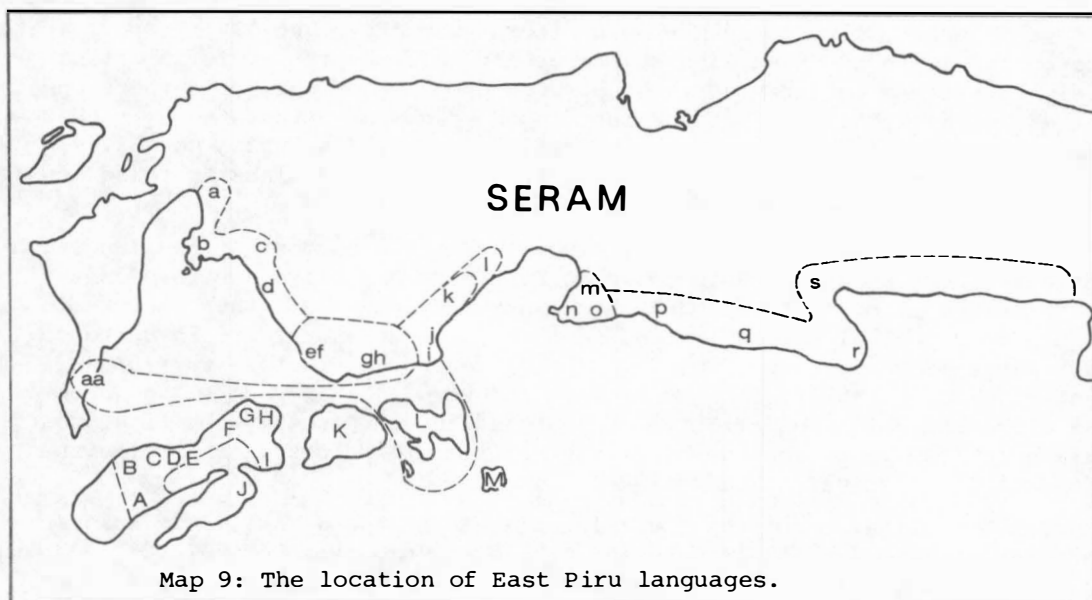 a
SERAM
b
c
l
s
d
k
m
n o
p
q
ef
gh
j
i
r
aa
G H
F
K
L
B
C D E
I
M
A
J
Map 9: The location of East Piru languages.